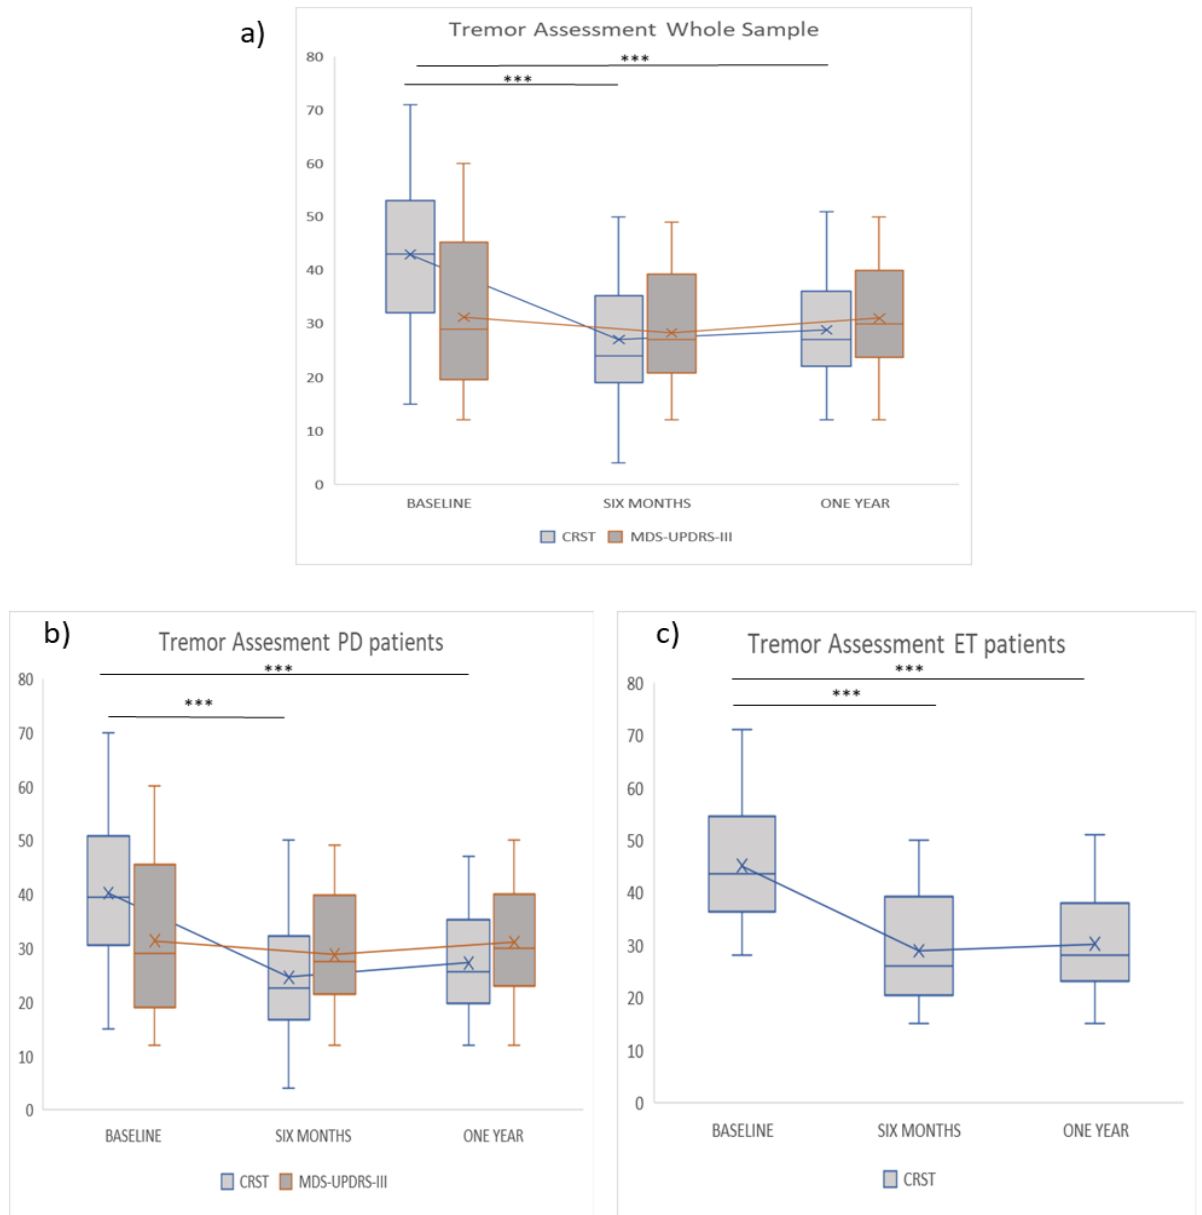 a)
Tremor Assessment Whole Sample
80
***
***
70
60
50
40
30
20
10
0
BASELINE SIX MONTHS ONE YEAR
CRST MDS-UPDRS-III
b)
Tremor Assesment PD patients
80
***
***
70
60
50
40
30
20
10
0
BASELINE SIX MONTHS ONE YEAR
CRST MDS-UPDRS-III
c)
Tremor Assessment ET patients
80
***
***
70
60
50
40
30
20
10
0
BASELINE SIX MONTHS ONE YEAR
CRST